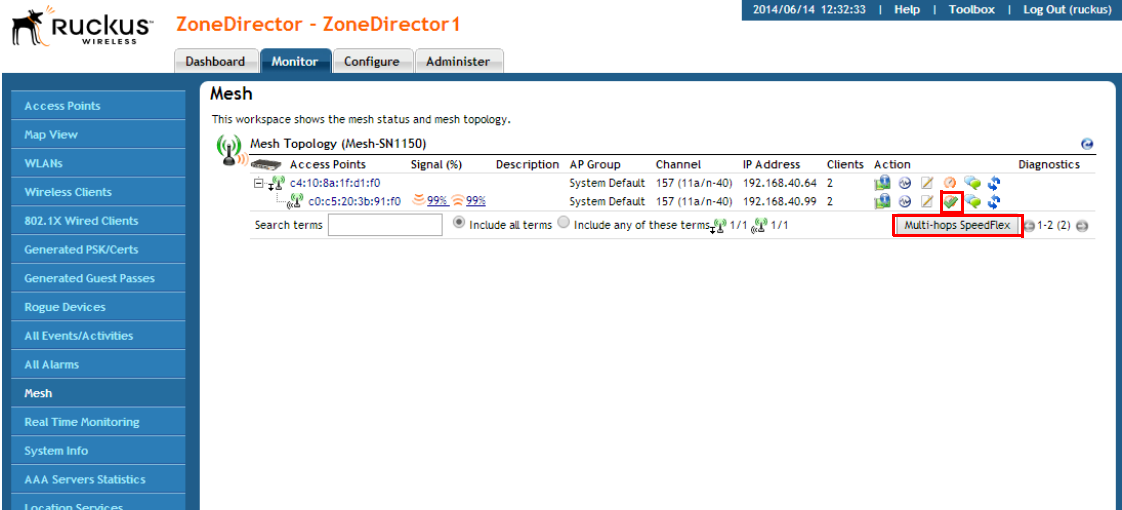 2014/06/14 12:32:33 | Help | Toolbox | Log Out (ruckus)
RUCKUS™
WIRELESS
ZoneDirector - ZoneDirector1
Dashboard Monitor Configure Administer
Access Points
Map View
WLANs
Wireless Clients
802.1X Wired Clients
Generated PSK/Certs
Generated Guest Passes
Rogue Devices
All Events/Activities
All Alarms
Mesh
Real Time Monitoring
System Info
AAA Servers Statistics
Location Services
Mesh
This workspace shows the mesh status and mesh topology.
Mesh Topology (Mesh-SN1150)
Access Points Signal (%) Description AP Group Channel IP Address Clients Action Diagnostics
c4:10:8a:1f:d1:f0 System Default 157 (11a/n-40) 192.168.40.64 2
c0:c5:20:3b:91:f0 99% 99% System Default 157 (11a/n-40) 192.168.40.99 2
Search terms Include all terms Include any of these terms 1/1 1/1 Multi-hops SpeedFlex 1-2 (2)